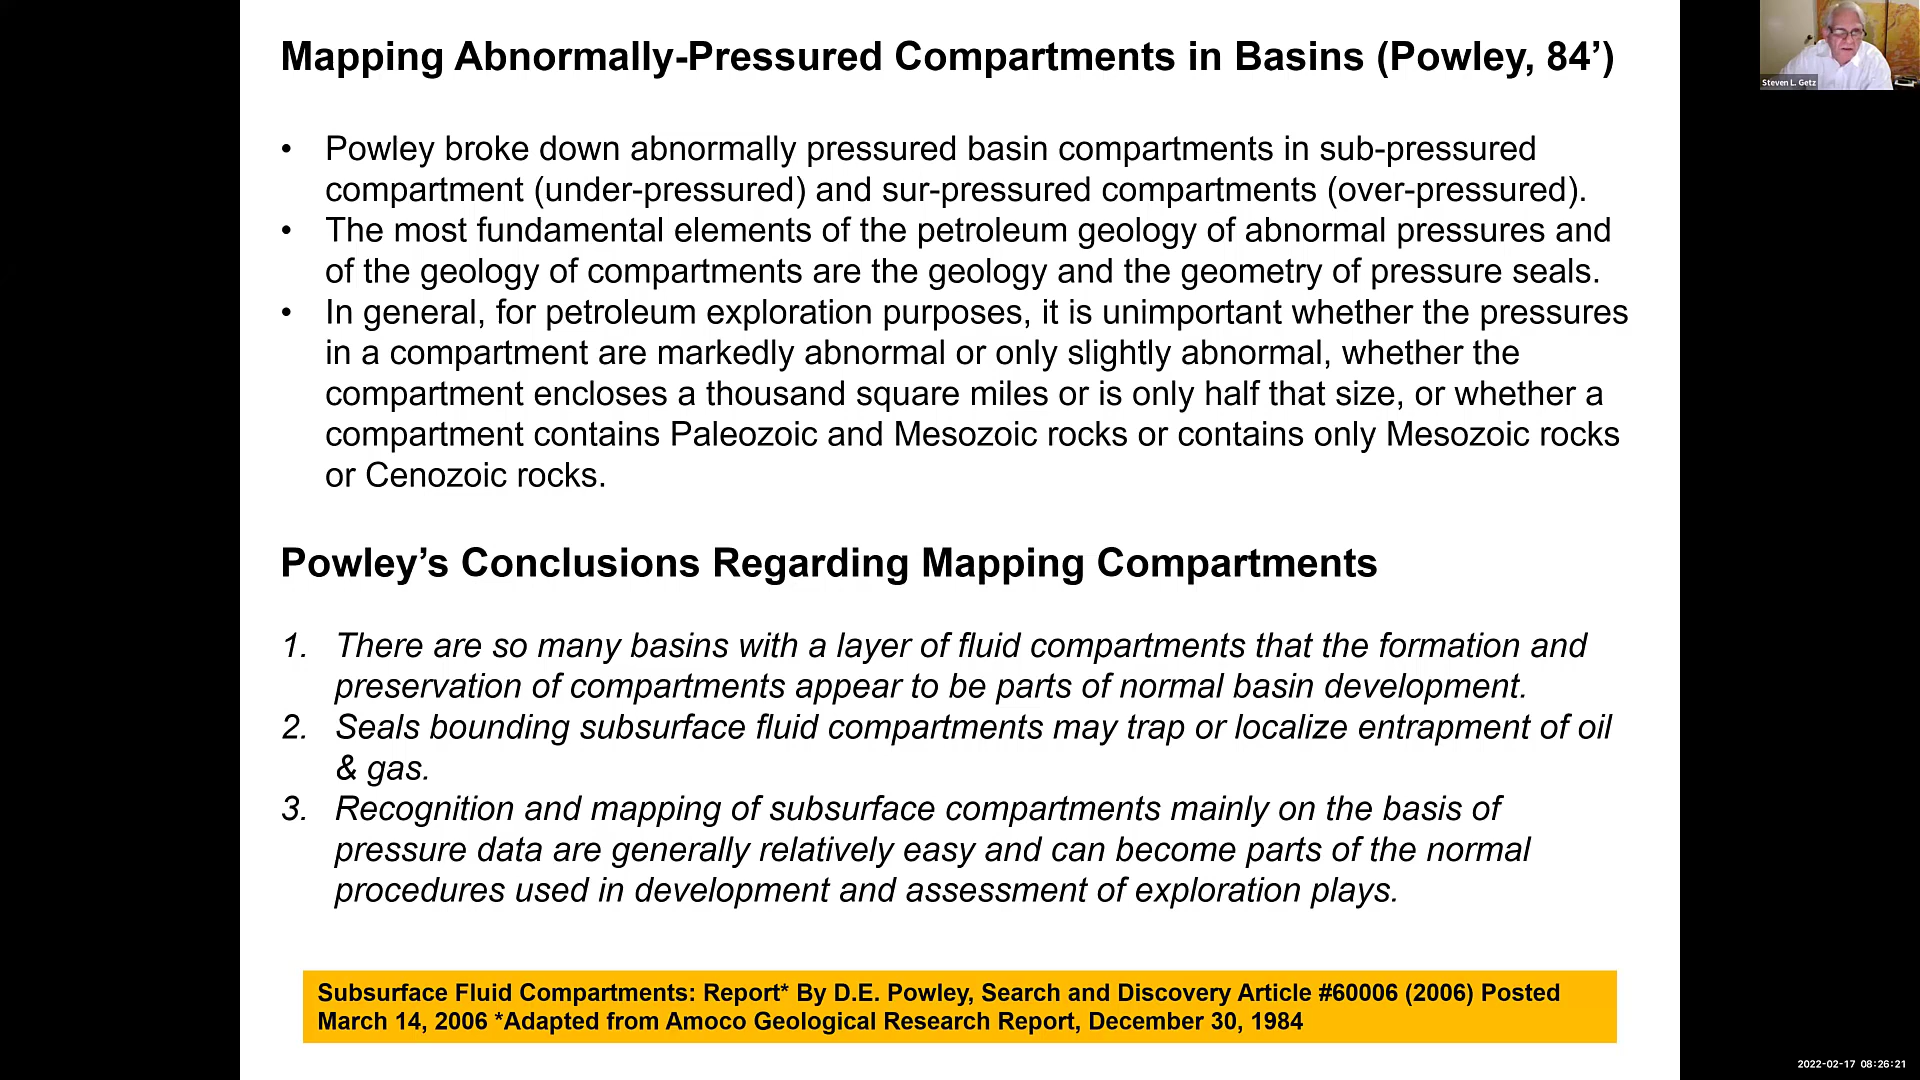 Mapping Abnormally-Pressured Compartments in Basins (Powley, 84’)
Steven L. Getz
• Powley broke down abnormally pressured basin compartments in sub-pressured
compartment (under-pressured) and sur-pressured compartments (over-pressured).
• The most fundamental elements of the petroleum geology of abnormal pressures and
of the geology of compartments are the geology and the geometry of pressure seals.
• In general, for petroleum exploration purposes, it is unimportant whether the pressures
in a compartment are markedly abnormal or only slightly abnormal, whether the
compartment encloses a thousand square miles or is only half that size, or whether a
compartment contains Paleozoic and Mesozoic rocks or contains only Mesozoic rocks
or Cenozoic rocks.
Powley’s Conclusions Regarding Mapping Compartments
1. There are so many basins with a layer of fluid compartments that the formation and
preservation of compartments appear to be parts of normal basin development.
2. Seals bounding subsurface fluid compartments may trap or localize entrapment of oil
& gas.
3. Recognition and mapping of subsurface compartments mainly on the basis of
pressure data are generally relatively easy and can become parts of the normal
procedures used in development and assessment of exploration plays.
Subsurface Fluid Compartments: Report* By D.E. Powley, Search and Discovery Article #60006 (2006) Posted
March 14, 2006 *Adapted from Amoco Geological Research Report, December 30, 1984
2022-02-17 08:26:21